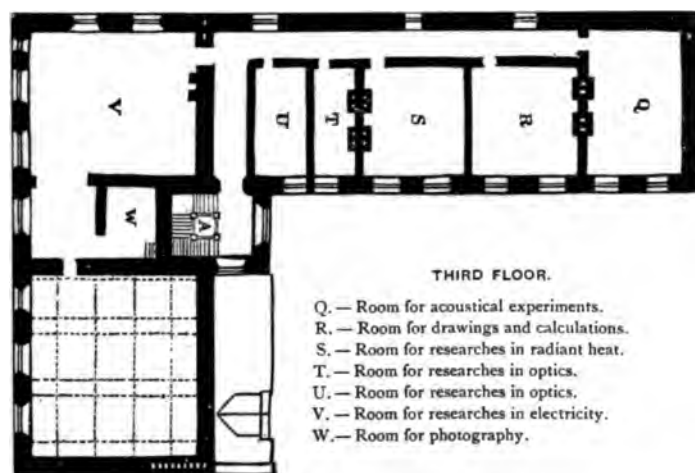 V
U
T
S
R
Q
W
A
THIRD FLOOR.
Q. — Room for acoustical experiments.
R. — Room for drawings and calculations.
S. — Room for researches in radiant heat.
T. — Room for researches in optics.
U. — Room for researches in optics.
V. — Room for researches in electricity.
W. — Room for photography.